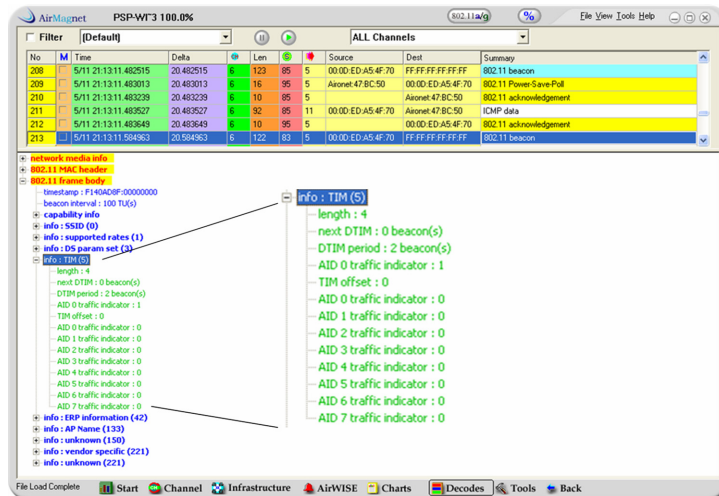 AirMagnet PSP-WΓ3 100.0% 802.11a/g % File View Tools Help
Filter [(Default)] ALL Channels
No M Time Delta Len S Source Dest Summary
208 5/11 21:13:11.482515 20.482515 6 123 85 5 00:0D:ED:A5:4F:70 FF:FF:FF:FF:FF:FF 802.11 beacon
209 5/11 21:13:11.483013 20.483013 6 16 95 5 Aironet:47:BC:50 00:0D:ED:A5:4F:70 802.11 Power-Save-Poll
210 5/11 21:13:11.483239 20.483239 6 10 85 5 Aironet:47:BC:50 802.11 acknowledgement
211 5/11 21:13:11.483527 20.483527 6 92 85 11 00:0D:ED:A5:4F:70 Aironet:47:BC:50 ICMP data
212 5/11 21:13:11.483649 20.483649 6 10 95 5 00:0D:ED:A5:4F:70 802.11 acknowledgement
213 5/11 21:13:11.584963 20.584963 6 122 83 5 00:0D:ED:A5:4F:70 FF:FF:FF:FF:FF:FF 802.11 beacon
network media info
802.11 MAC header
802.11 frame body
timestamp : F140AD8F:00000000
beacon interval : 100 TU(s)
capability info
info : SSID (0)
info : supported rates (1)
info : DS param set (3)
info : TIM (5)
length : 4
next DTIM : 0 beacon(s)
DTIM period : 2 beacon(s)
AID 0 traffic indicator : 1
TIM offset : 0
AID 0 traffic indicator : 0
AID 1 traffic indicator : 0
AID 2 traffic indicator : 0
AID 3 traffic indicator : 0
AID 4 traffic indicator : 0
AID 5 traffic indicator : 0
AID 6 traffic indicator : 0
AID 7 traffic indicator : 0
info : ERP information (42)
info : AP Name (133)
info : unknown (150)
info : vendor specific (221)
info : unknown (221)
info : TIM (5)
length : 4
next DTIM : 0 beacon(s)
DTIM period : 2 beacon(s)
AID 0 traffic indicator : 1
TIM offset : 0
AID 0 traffic indicator : 0
AID 1 traffic indicator : 0
AID 2 traffic indicator : 0
AID 3 traffic indicator : 0
AID 4 traffic indicator : 0
AID 5 traffic indicator : 0
AID 6 traffic indicator : 0
AID 7 traffic indicator : 0
File Load Complete Start Channel Infrastructure AirWISE Charts Decodes Tools Back